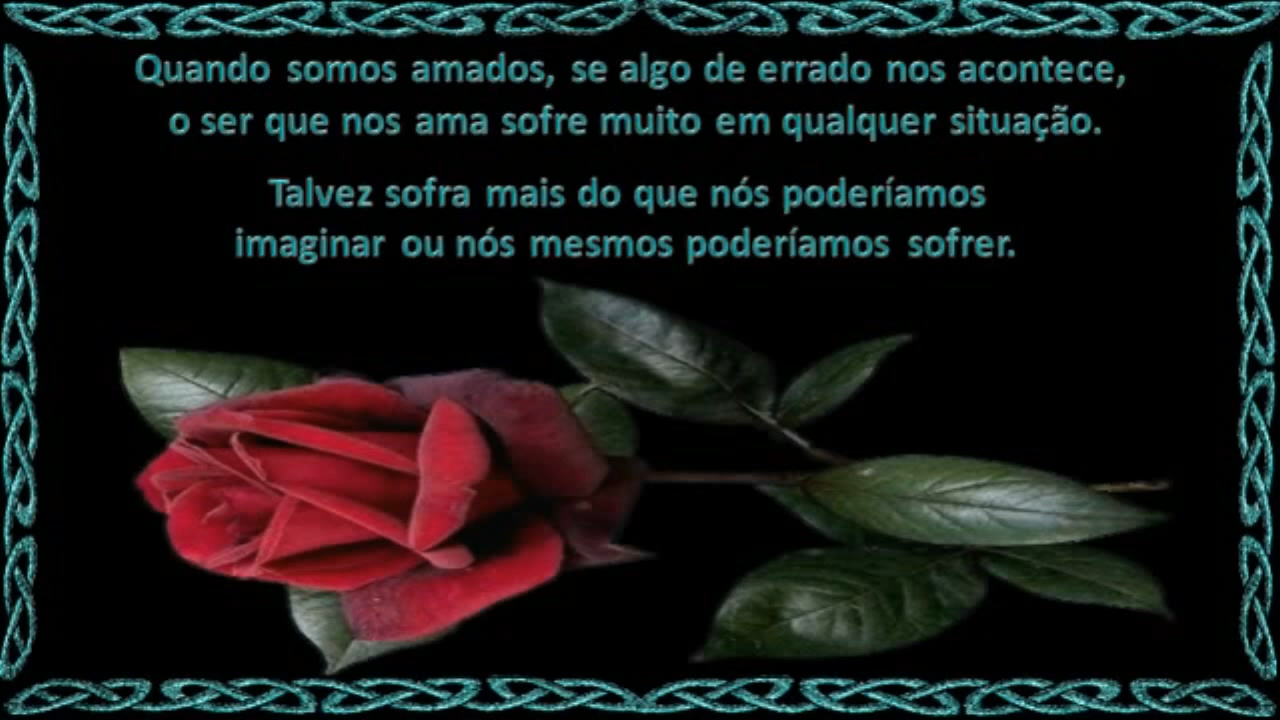 Quando somos amados, se algo de errado nos acontece,
o ser que nos ama sofre muito em qualquer situação.
Talvez sofra mais do que nós poderíamos
imaginar ou nós mesmos poderíamos sofrer.